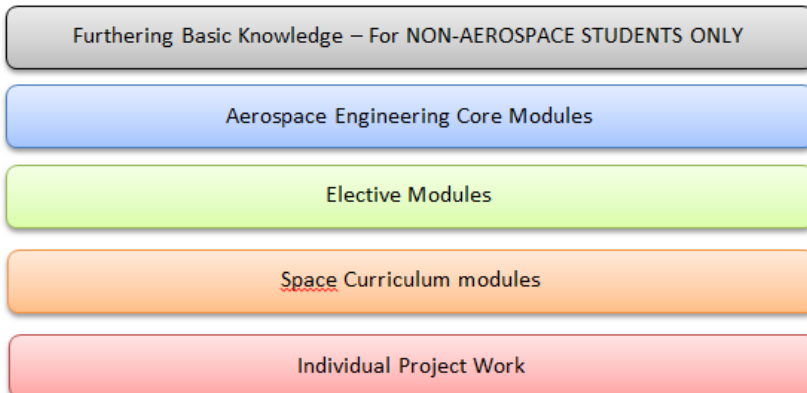 Furthering Basic Knowledge – For NON-AEROSPACE STUDENTS ONLY
Aerospace Engineering Core Modules
Elective Modules
Space Curriculum modules
Individual Project Work